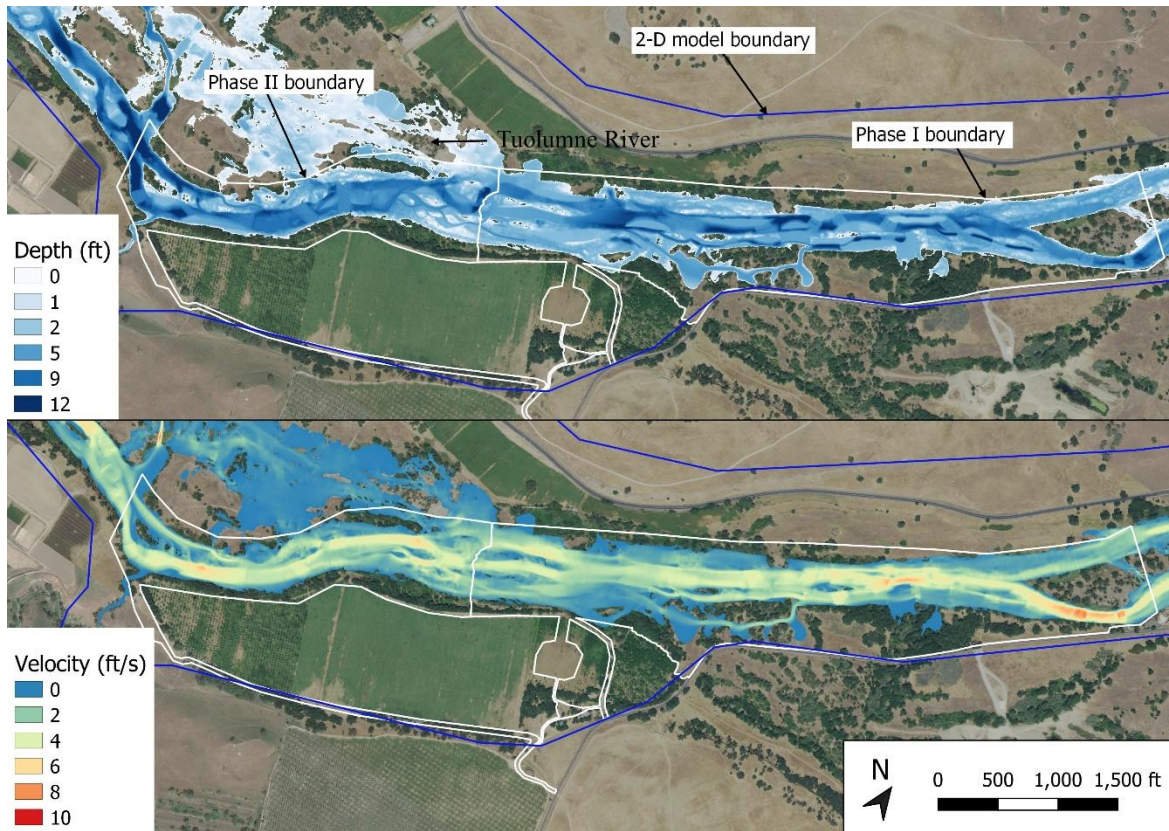 2-D model boundary
Phase II boundary
Tuolumne River
Phase I boundary
Depth (ft)
0
1
2
5
9
12
Velocity (ft/s)
0
2
4
6
8
10
N
0 500 1,000 1,500 ft